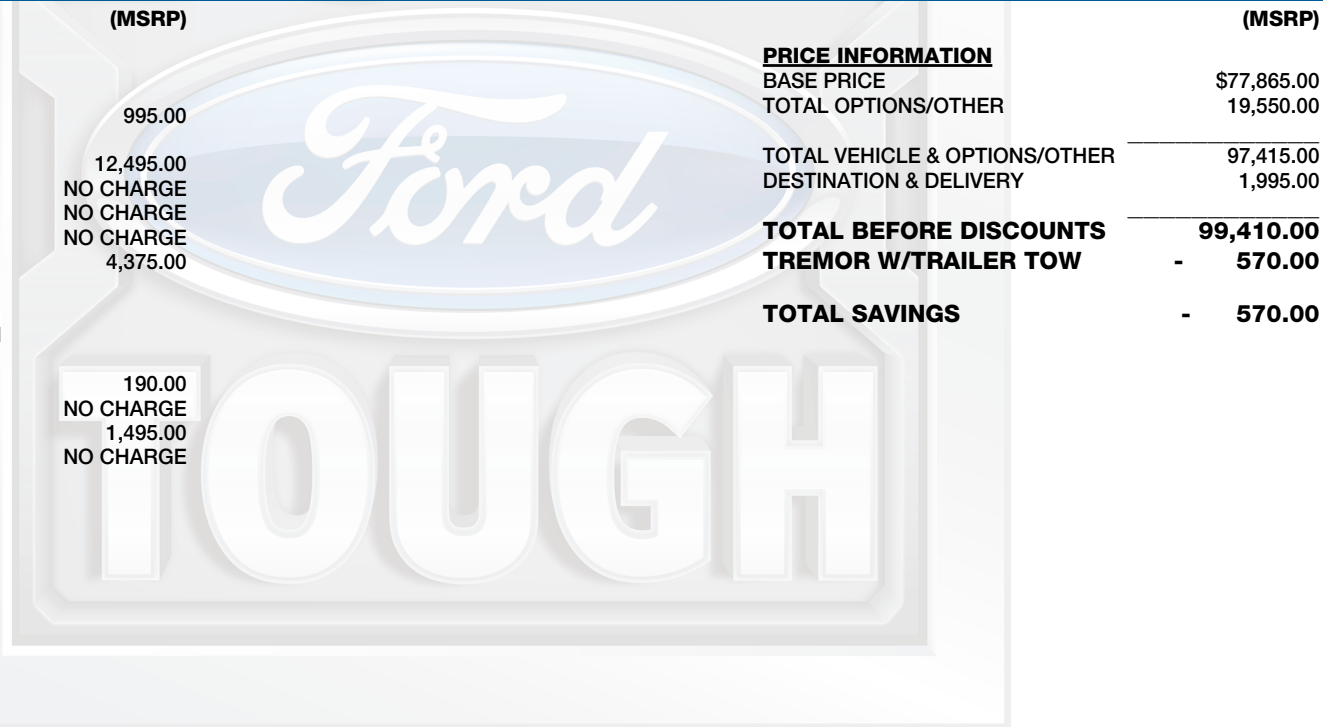 (MSRP)
995.00
12,495.00
NO CHARGE
NO CHARGE
NO CHARGE
4,375.00
190.00
NO CHARGE
1,495.00
NO CHARGE
Ford
TOUGH
(MSRP)
PRICE INFORMATION
BASE PRICE $77,865.00
TOTAL OPTIONS/OTHER 19,550.00
TOTAL VEHICLE & OPTIONS/OTHER 97,415.00
DESTINATION & DELIVERY 1,995.00
TOTAL BEFORE DISCOUNTS 99,410.00
TREMOR W/TRAILER TOW - 570.00
TOTAL SAVINGS - 570.00